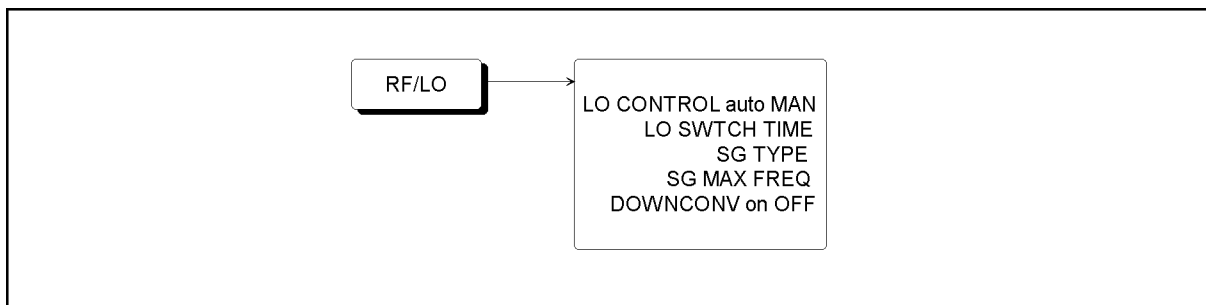 RF/LO
LO CONTROL auto MAN
LO SWTCH TIME
SG TYPE
SG MAX FREQ
DOWNCONV on OFF